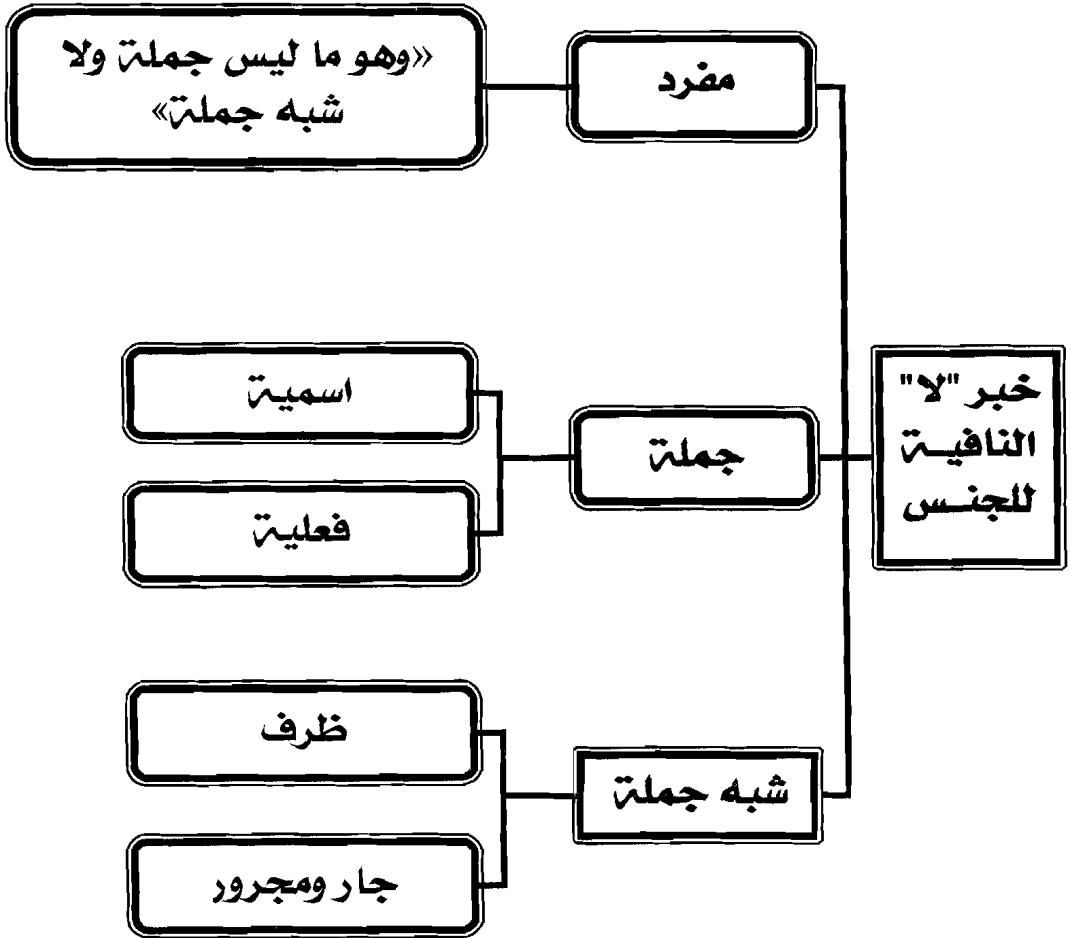 خبر "لا"
النافية
للجنس
مفرد
«وهو ما ليس جملة ولا
شبه جملة»
جملة
اسمية
فعلية
شبه جملة
ظرف
جار ومجرور